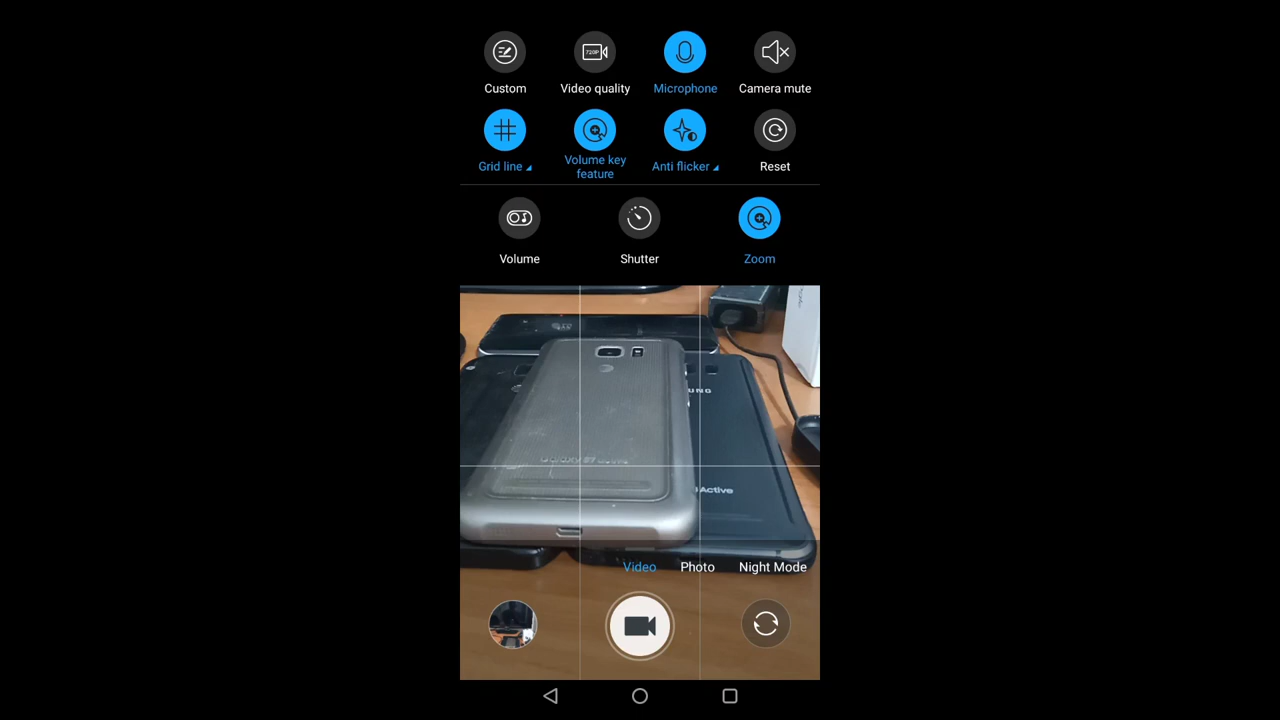 Custom
Video quality
Microphone
Camera mute
720P
Grid line
Volume key
feature
Anti flicker
Reset
Volume
Shutter
Zoom
Active
Video
Photo
Night Mode